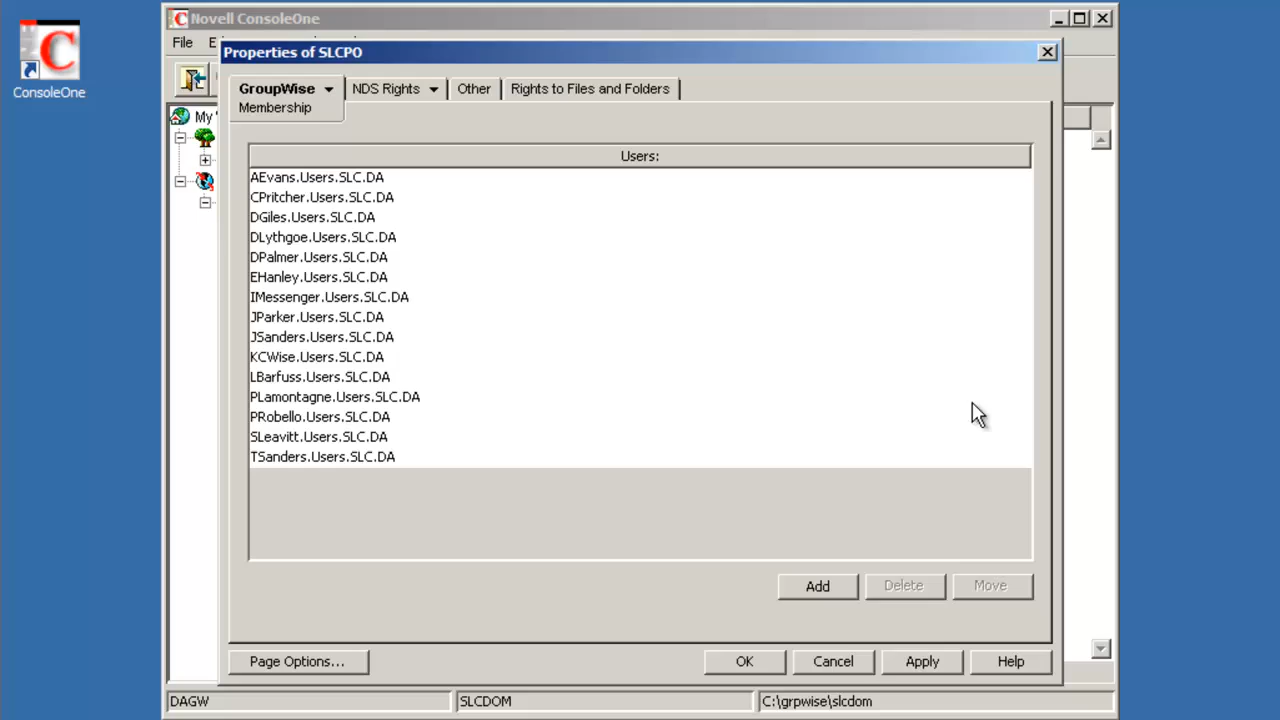 ConsoleOne
Novell ConsoleOne
File E
Properties of SLCPO
GroupWise
Membership
NDS Rights
Other
Rights to Files and Folders
My
Users:
AEvans.Users.SLC.DA
CPritcher.Users.SLC.DA
DGiles.Users.SLC.DA
DLythgoe.Users.SLC.DA
DPalmer.Users.SLC.DA
EHanley.Users.SLC.DA
IMessenger.Users.SLC.DA
JParker.Users.SLC.DA
JSanders.Users.SLC.DA
KCWise.Users.SLC.DA
LBarfuss.Users.SLC.DA
PLamontagne.Users.SLC.DA
PRobello.Users.SLC.DA
SLeavitt.Users.SLC.DA
TSanders.Users.SLC.DA
Add Delete Move
Page Options... OK Cancel Apply Help
DAGW SLCDOM C:\grpwise\slcdom